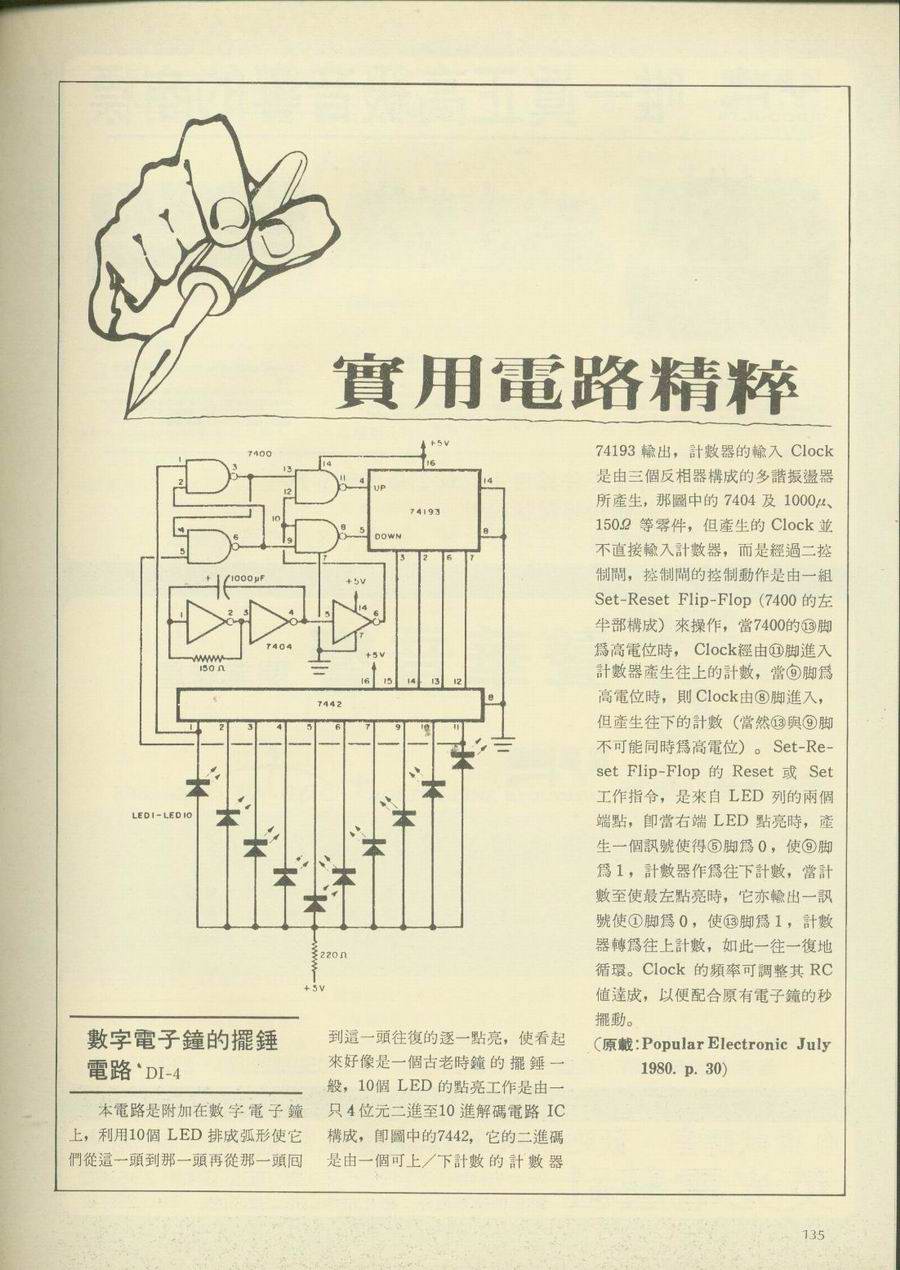 實用電路精粹
7400
+5V
1
2
3
4
5
6
13
12
11
14
10
9
8
7
4
5
16
14
UP
74193
DOWN
8
3
2
6
7
+
1000μF
+5V
1
2
3
4
5
6
14
7
7404
150Ω
+5V
16
15
14
13
12
7442
8
1
2
3
4
5
6
7
9
10
11
LED1-LED10
220Ω
+5V
數字電子鐘的擺錘
電路 DI-4
本電路是附加在數字電子鐘
上，利用10個 LED 排成弧形使它
們從這一頭到那一頭再從那一頭囘
到這一頭往復的逐一點亮，使看起
來好像是一個古老時鐘的擺錘一
般，10個 LED 的點亮工作是由一
只4位元二進至10進解碼電路 IC
構成，卽圖中的7442，它的二進碼
是由一個可上／下計數的計數器
74193 輸出，計數器的輸入 Clock
是由三個反相器構成的多諧振盪器
所產生，那圖中的 7404 及 1000μ、
150Ω 等零件，但產生的 Clock 並
不直接輸入計數器，而是經過二控
制閘，控制閘的控制動作是由一組
Set-Reset Flip-Flop (7400 的左
半部構成）來操作，當7400的⑬脚
爲高電位時， Clock經由⑪脚進入
計數器產生往上的計數，當⑨脚爲
高電位時，則Clock由⑧脚進入，
但產生往下的計數（當然⑬與⑨脚
不可能同時爲高電位）。Set-Re-
set Flip-Flop 的 Reset 或 Set
工作指令，是來自 LED 列的兩個
端點，卽當右端 LED 點亮時，產
生一個訊號使得⑤脚爲0，使⑨脚
爲1，計數器作爲往下計數，當計
數至使最左點亮時，它亦輸出一訊
號使①脚爲0，使⑬脚爲1，計數
器轉爲往上計數，如此一往一復地
循環。Clock 的頻率可調整其 RC
値達成，以便配合原有電子鐘的秒
擺動。
（原載：Popular Electronic July
1980. p. 30）
135